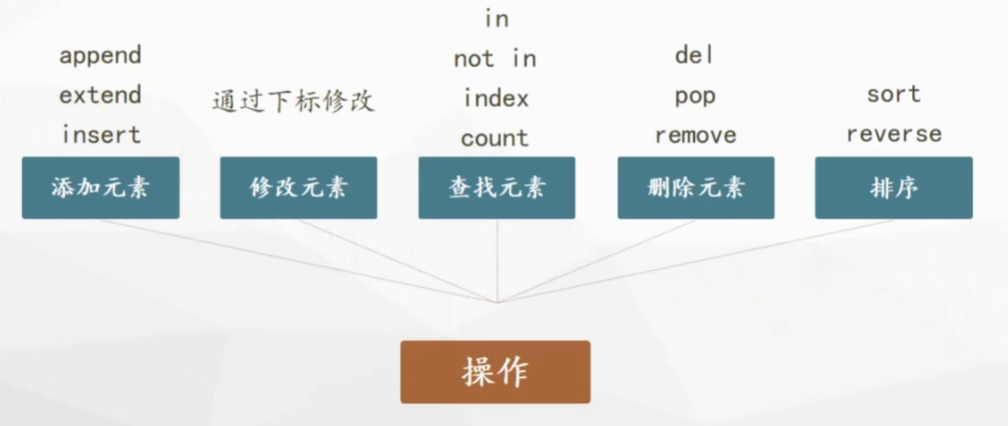 append
extend
insert
添加元素
通过下标修改
修改元素
in
not in
index
count
查找元素
del
pop
remove
删除元素
sort
reverse
排序
操作